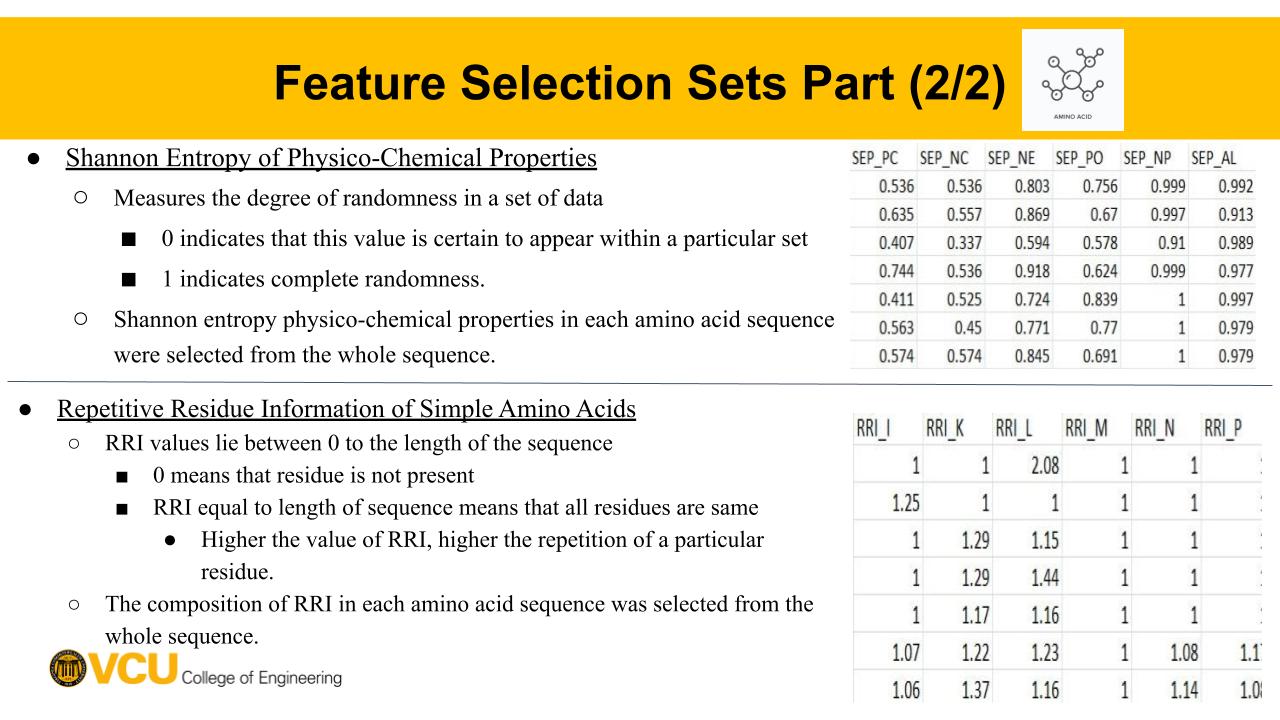 Feature Selection Sets Part (2/2)
AMINO ACID
● Shannon Entropy of Physico-Chemical Properties
○ Measures the degree of randomness in a set of data
■ 0 indicates that this value is certain to appear within a particular set
■ 1 indicates complete randomness.
○ Shannon entropy physico-chemical properties in each amino acid sequence
were selected from the whole sequence.
SEP_PC SEP_NC SEP_NE SEP_PO SEP_NP SEP_AL
0.536 0.536 0.803 0.756 0.999 0.992
0.635 0.557 0.869 0.67 0.997 0.913
0.407 0.337 0.594 0.578 0.91 0.989
0.744 0.536 0.918 0.624 0.999 0.977
0.411 0.525 0.724 0.839 1 0.997
0.563 0.45 0.771 0.77 1 0.979
0.574 0.574 0.845 0.691 1 0.979
● Repetitive Residue Information of Simple Amino Acids
○ RRI values lie between 0 to the length of the sequence
■ 0 means that residue is not present
■ RRI equal to length of sequence means that all residues are same
● Higher the value of RRI, higher the repetition of a particular
residue.
○ The composition of RRI in each amino acid sequence was selected from the
whole sequence.
RRI_I RRI_K RRI_L RRI_M RRI_N RRI_P
1 1 2.08 1 1
1.25 1 1 1 1
1 1.29 1.15 1 1
1 1.29 1.44 1 1
1 1.17 1.16 1 1
1.07 1.22 1.23 1 1.08 1.1
1.06 1.37 1.16 1 1.14 1.0
VCU College of Engineering